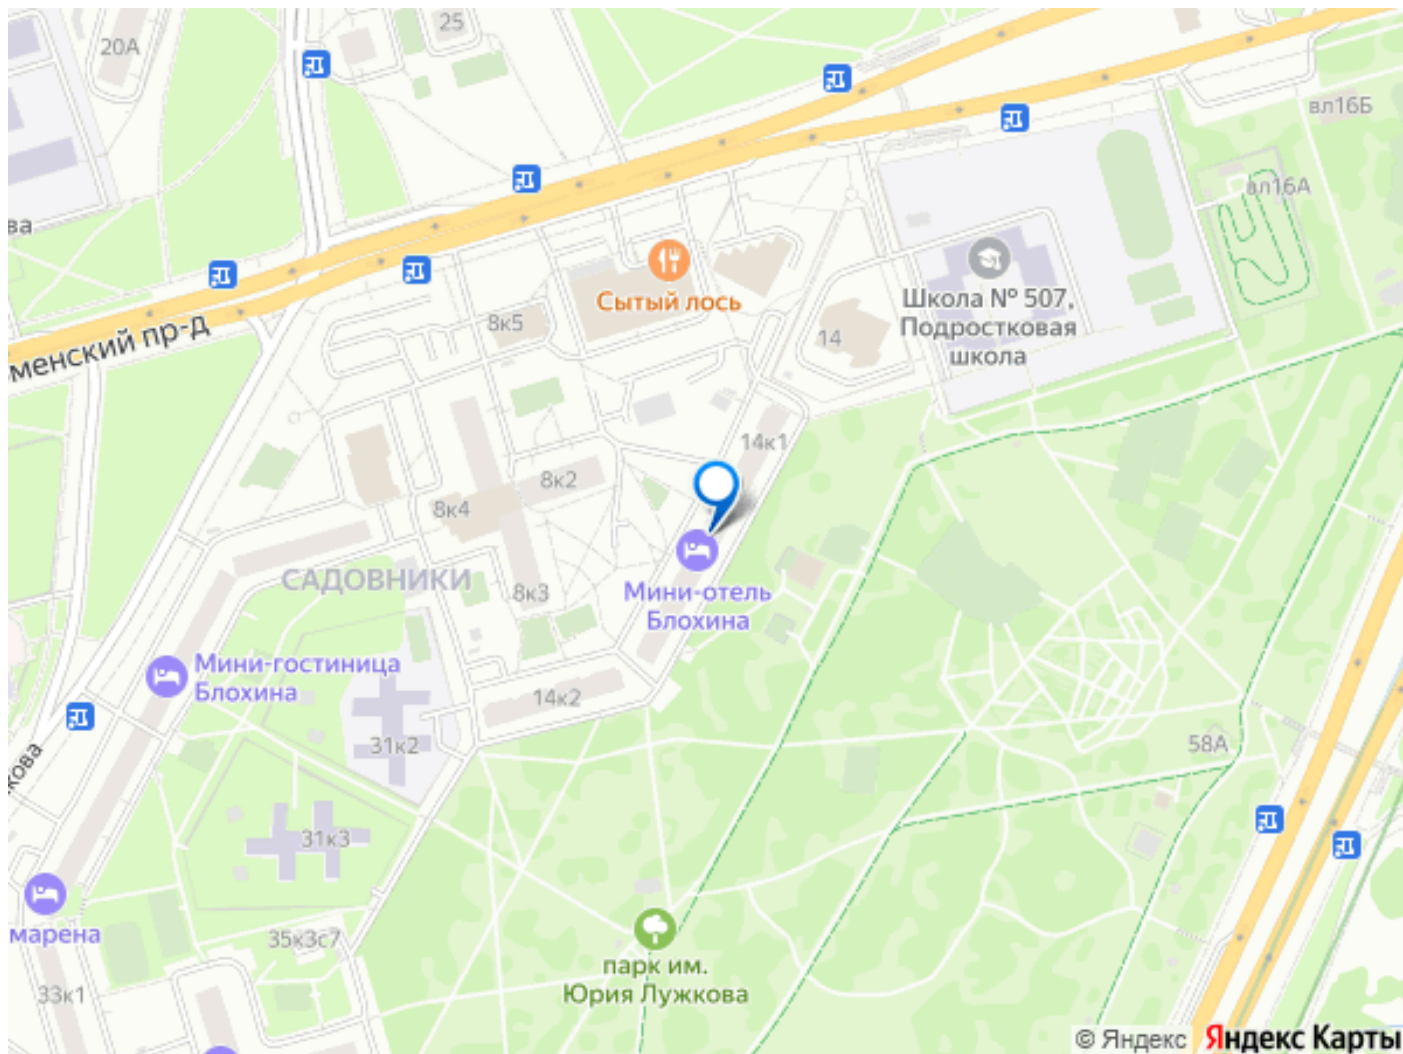 25
20А
вл16Б
вл16А
ва
Школа № 507,
Подростковая
школа
Сытый лось
8к5
14
менский пр-д
14к1
8к2
8к4
САДОВНИКИ
8к3
Мини-отель
Блохина
Мини-гостиница
Блохина
14к2
31к2
кова
58А
31к3
марена
35к3с7
парк им.
Юрия Лужкова
33к1
© Яндекс Яндекс Карты